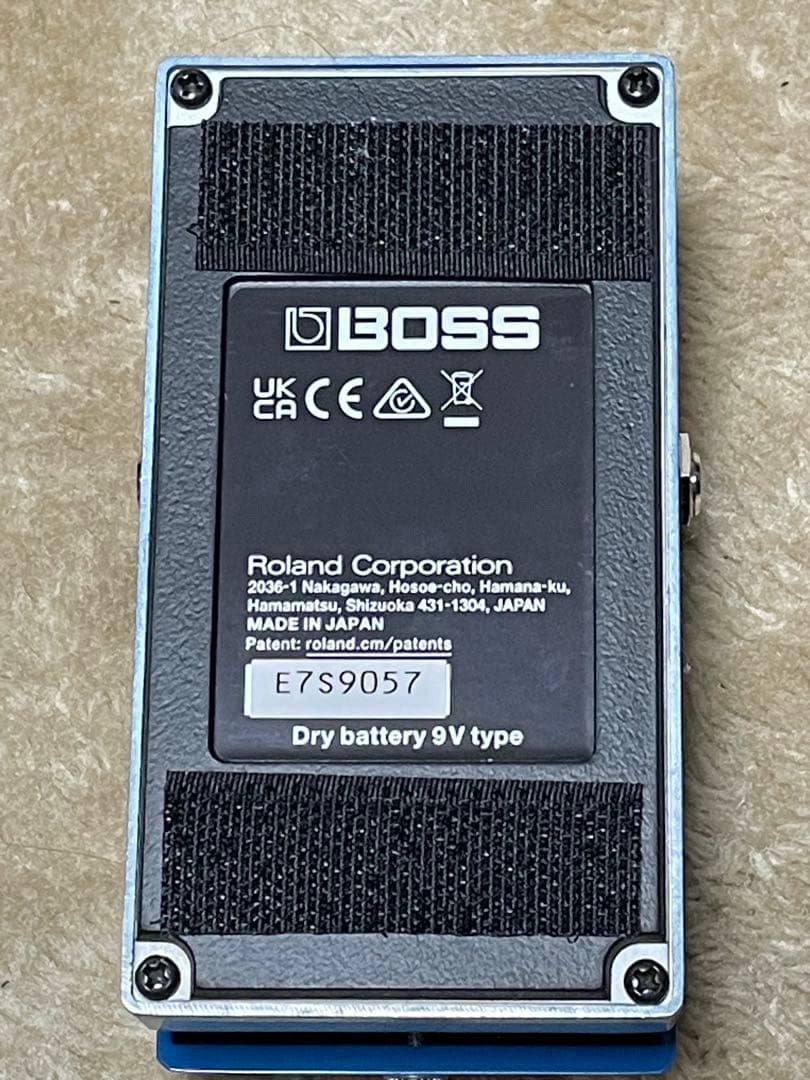 BOSS
UK
CA CE
Roland Corporation
2036-1 Nakagawa, Hosoe-cho, Hamana-ku,
Hamamatsu, Shizuoka 431-1304, JAPAN
MADE IN JAPAN
Patent: roland.cm/patents
E7S9057
Dry battery 9V type